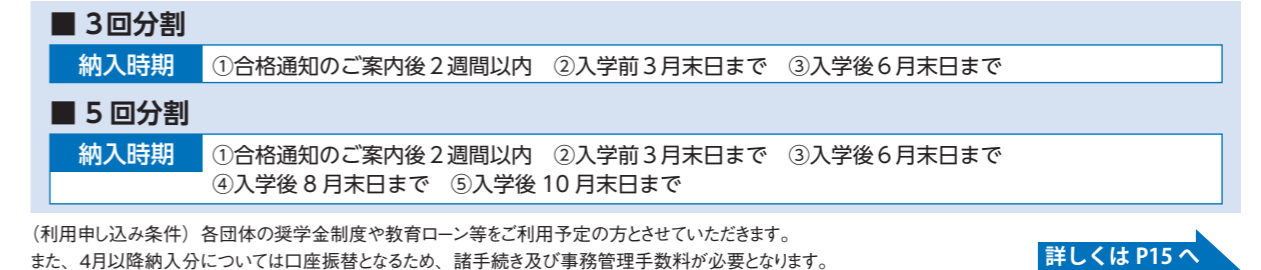 ■ 3回分割
納入時期 ①合格通知のご案内後2週間以内 ②入学前3月末日まで ③入学後6月末日まで
■ 5回分割
納入時期 ①合格通知のご案内後2週間以内 ②入学前3月末日まで ③入学後6月末日まで
④入学後8月末日まで ⑤入学後10月末日まで
(利用申し込み条件)各団体の奨学金制度や教育ローン等をご利用予定の方とさせていただきます。
また、4月以降納入分については口座振替となるため、諸手続き及び事務管理手数料が必要となります。
詳しくは P15 へ